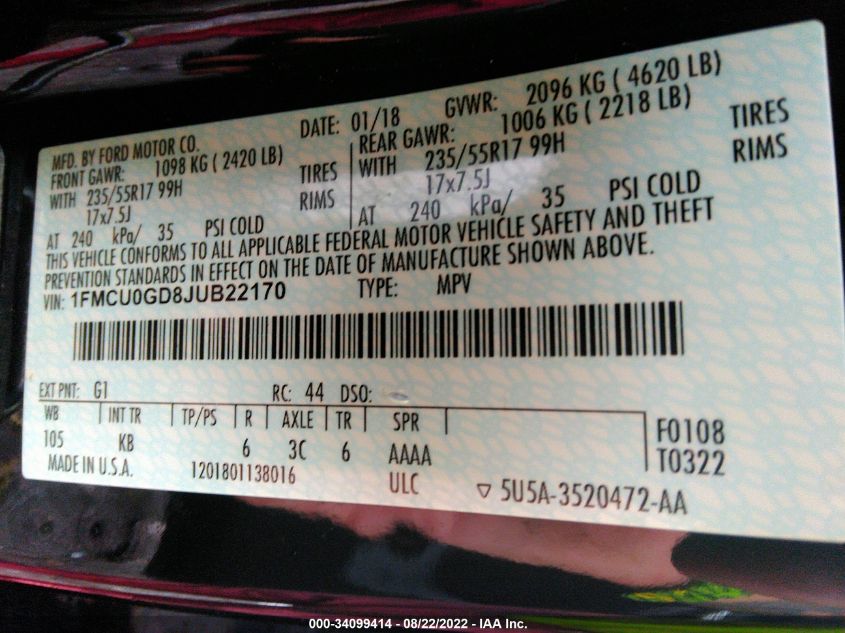 MFD. BY FORD MOTOR CO.
DATE: 01/18
GVWR: 2096 KG ( 4620 LB)
FRONT GAWR: 1098 KG ( 2420 LB)
WITH 235/55R17 99H TIRES
17x7.5J RIMS
AT 240 kPa/ 35 PSI COLD
REAR GAWR: 1006 KG ( 2218 LB)
WITH 235/55R17 99H TIRES
17x7.5J RIMS
AT 240 kPa/ 35 PSI COLD
THIS VEHICLE CONFORMS TO ALL APPLICABLE FEDERAL MOTOR VEHICLE SAFETY AND THEFT
PREVENTION STANDARDS IN EFFECT ON THE DATE OF MANUFACTURE SHOWN ABOVE.
VIN: 1FMCU0GD8JUB22170 TYPE: MPV
EXT PNT: G1 RC: 44 DSO:
WB INT TR TP/PS R AXLE TR SPR
105 KB 6 3C 6 AAAA
F0108
T0322
MADE IN U.S.A. 1201801138016 ULC
▽ 5U5A-3520472-AA
000-34099414 - 08/22/2022 - IAA Inc.